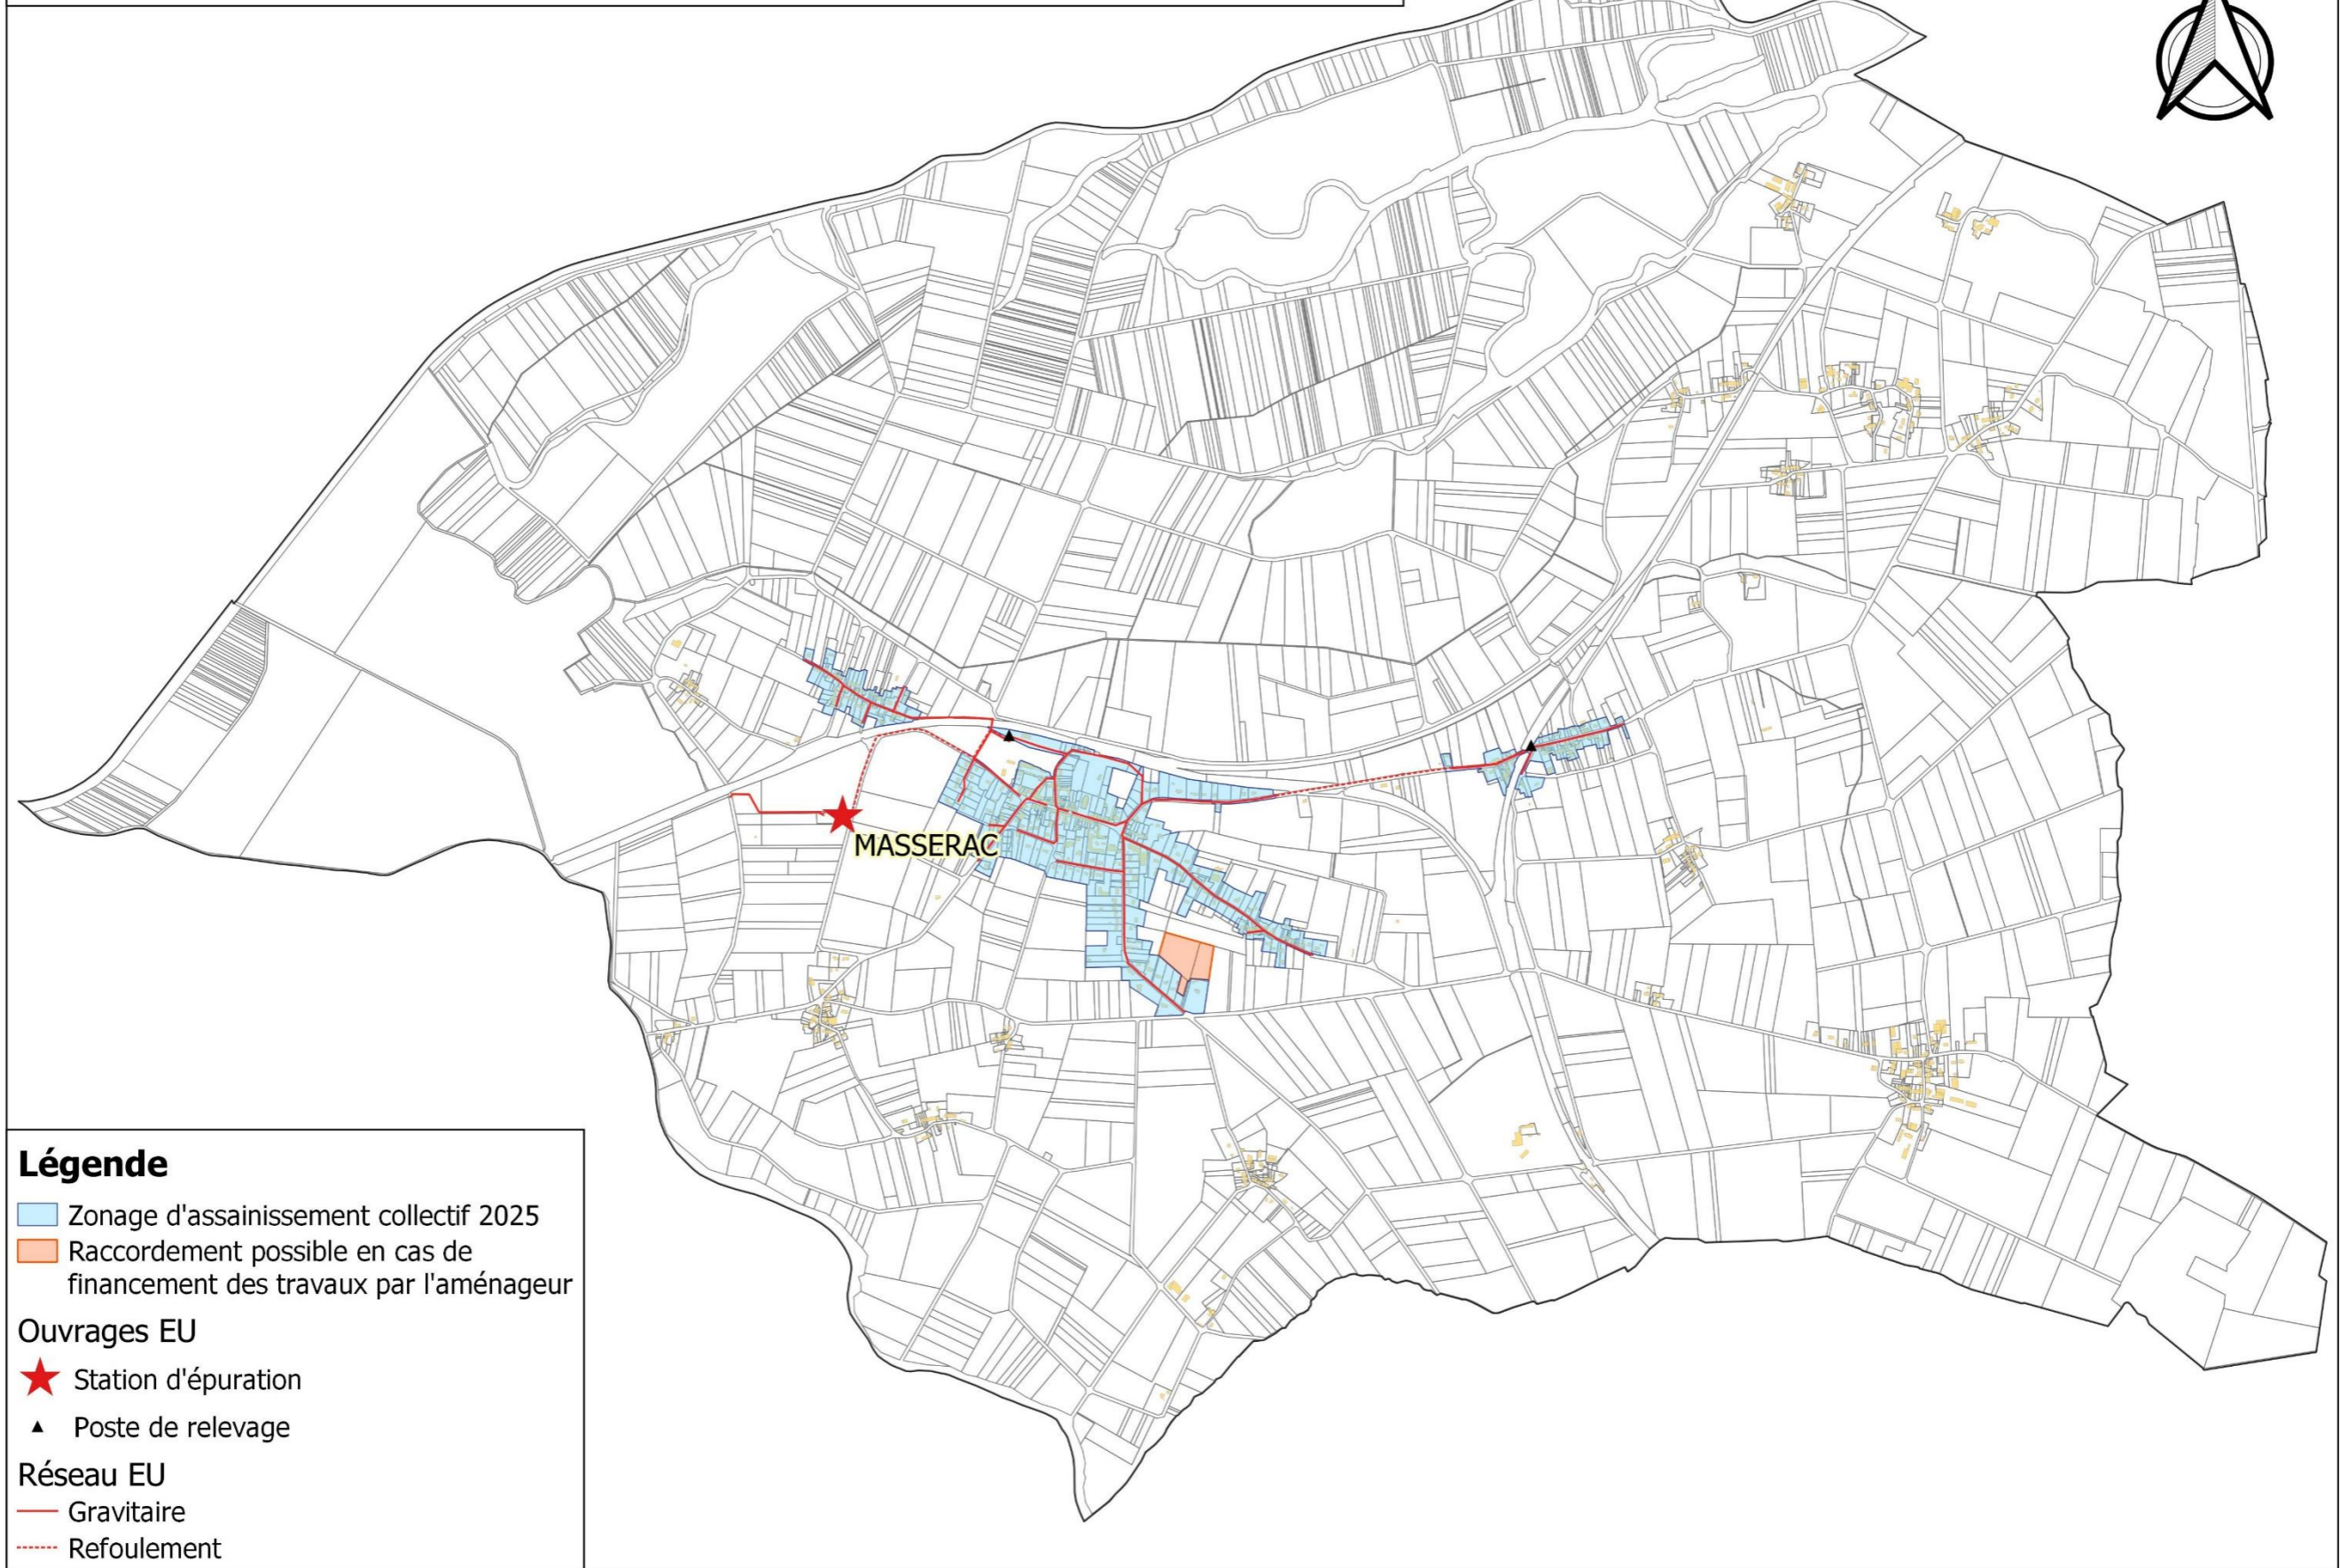 MASSERAC
Légende
Zonage d'assainissement collectif 2025
Raccordement possible en cas de
financement des travaux par l'aménageur
Ouvrages EU
Station d'épuration
Poste de relevage
Réseau EU
Gravitaire
Refoulement